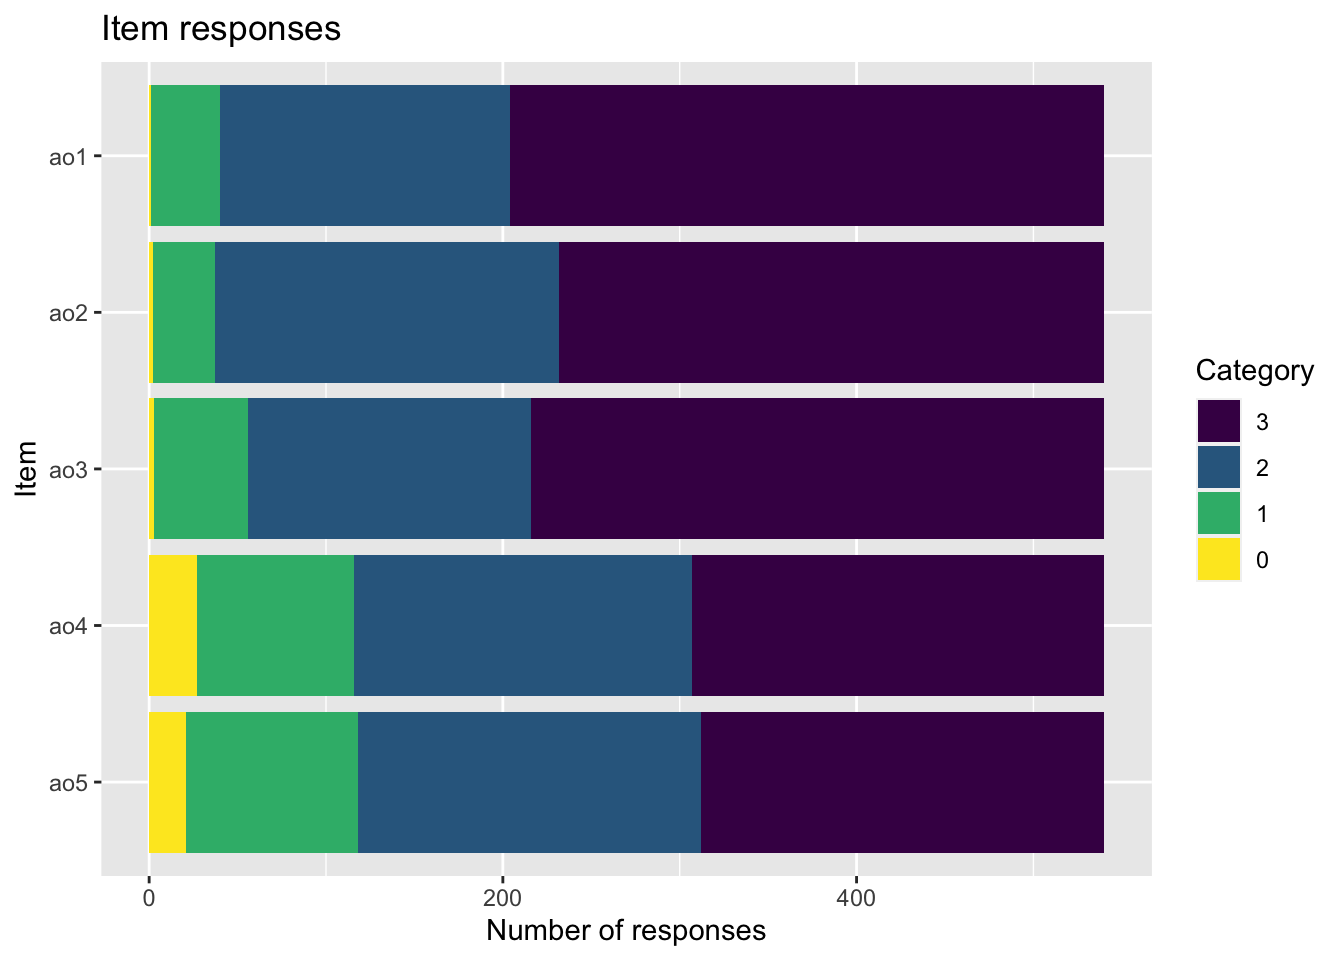 Item responses
ao1
ao2
ao3
ao4
ao5
Item
0 200 400
Number of responses
Category
3
2
1
0